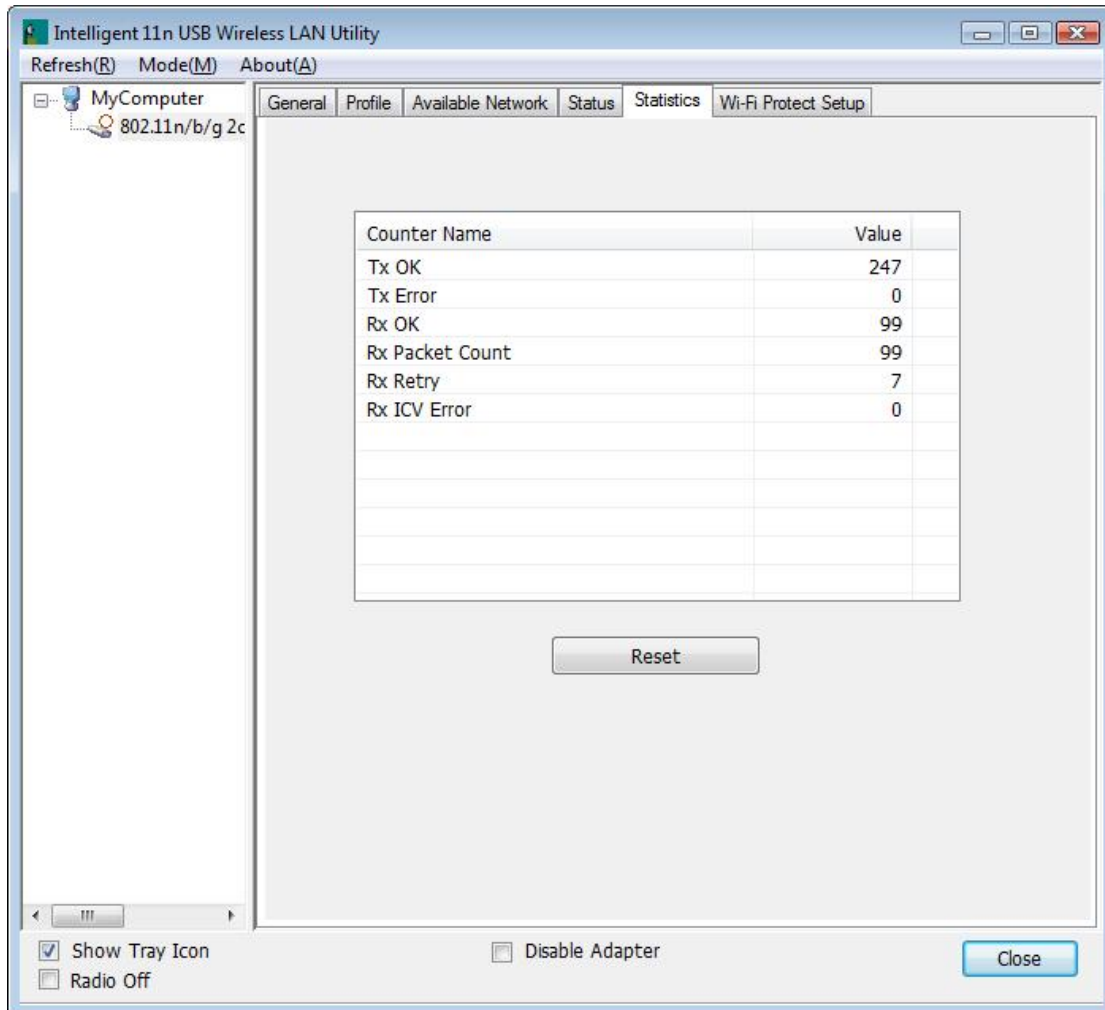 Intelligent 11n USB Wireless LAN Utility
Refresh(R) Mode(M) About(A)
MyComputer
802.11n/b/g 2c
General Profile Available Network Status Statistics Wi-Fi Protect Setup
Counter Name Value
Tx OK 247
Tx Error 0
Rx OK 99
Rx Packet Count 99
Rx Retry 7
Rx ICV Error 0
Reset
Show Tray Icon
Radio Off
Disable Adapter
Close